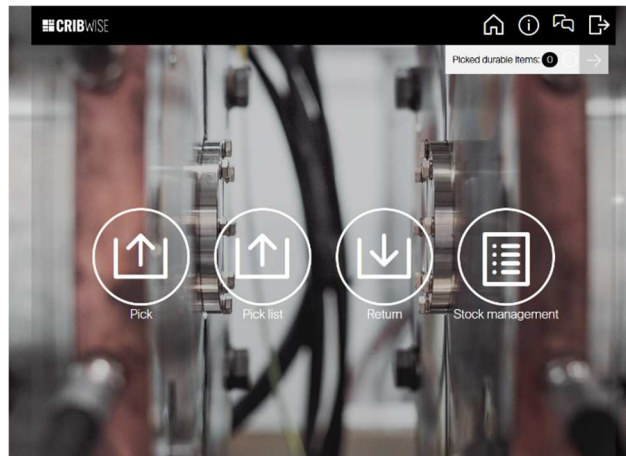 CRIBWISE
Picked durable items: 0
Pick
Pick list
Return
Stock management